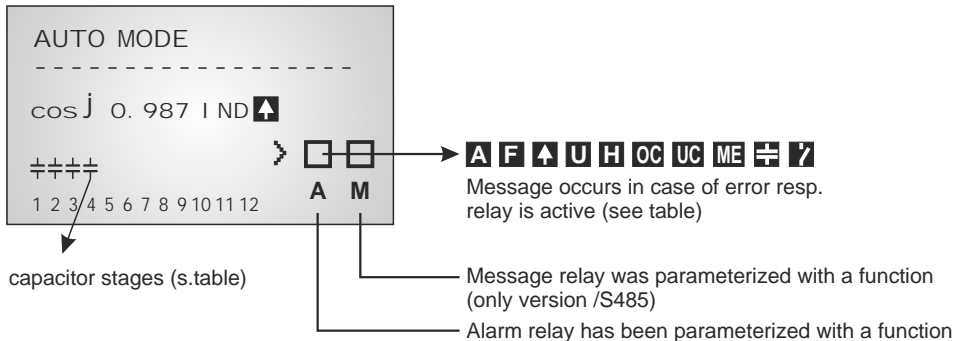 AUTO MODE
cos j 0. 987 I ND
A F U H OC UC ME
Message occurs in case of error resp.
relay is active (see table)
A M
1 2 3 4 5 6 7 8 9 10 11 12
capacitor stages (s.table)
Message relay was parameterized with a function
(only version /S485)
Alarm relay has been parameterized with a function